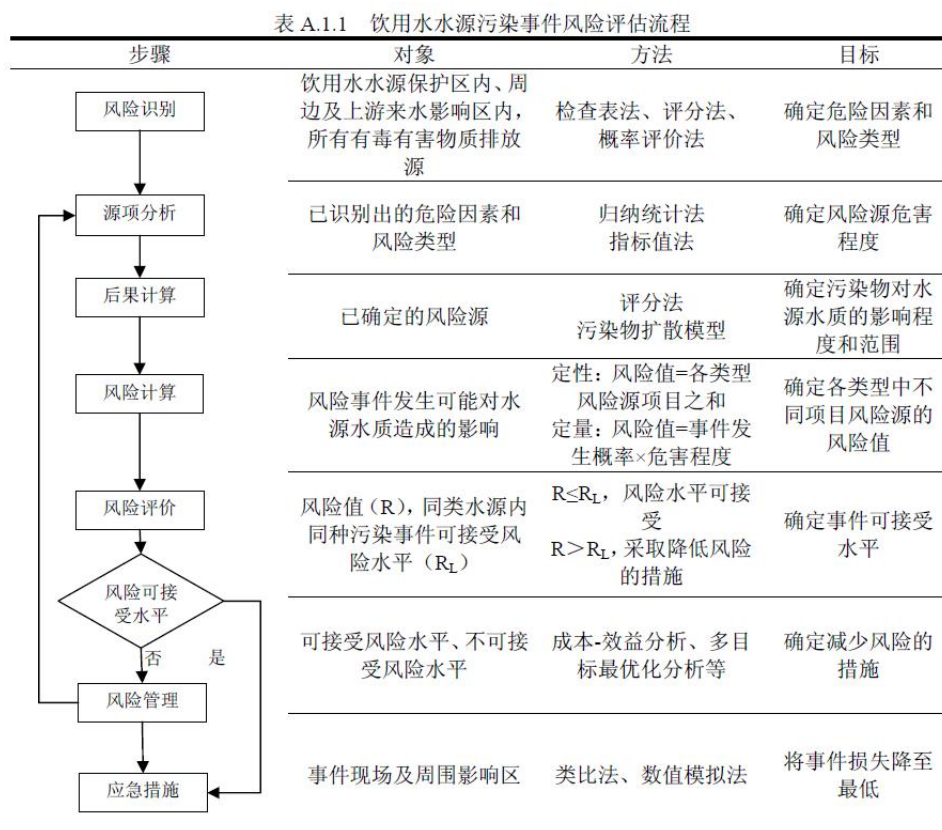 表 A.1.1 饮用水水源污染事件风险评估流程
步骤 对象 方法 目标
风险识别
饮用水水源保护区内、周
边及上游来水影响区内，
所有有毒有害物质排放
源
检查表法、评分法、
概率评价法
确定危险因素和
风险类型
源项分析
已识别出的危险因素和
风险类型
归纳统计法
指标值法
确定风险源危害
程度
后果计算
已确定的风险源
评分法
污染物扩散模型
确定污染物对水
源水质的影响程
度和范围
风险计算
风险事件发生可能对水
源水质造成的影响
定性：风险值=各类型
风险源项目之和
定量：风险值=事件发
生概率×危害程度
确定各类型中不
同项目风险源的
风险值
风险评价
风险值（R），同类水源内
同种污染事件可接受风
险水平（RL）
R≤RL，风险水平可接
受
R＞RL，采取降低风险
的措施
确定事件可接受
水平
风险可接
受水平
否 是
风险管理
可接受风险水平、不可接
受风险水平
成本-效益分析、多目
标最优化分析等
确定减少风险的
措施
应急措施
事件现场及周围影响区
类比法、数值模拟法
将事件损失降至
最低